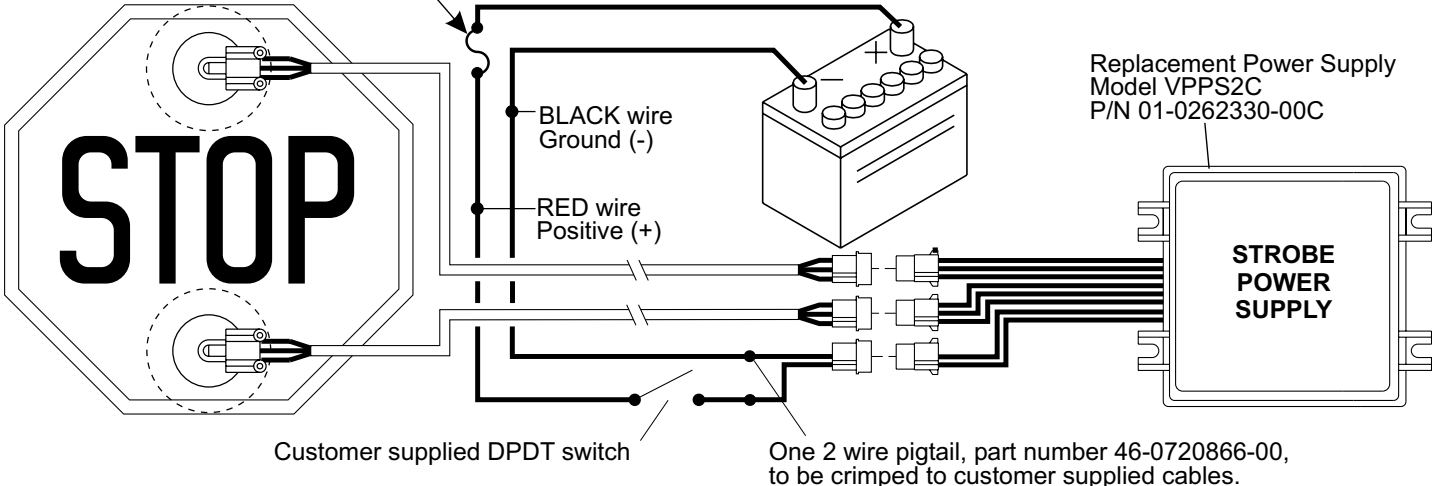 Replacement Power Supply
Model VPPS2C
P/N 01-0262330-00C
BLACK wire
Ground (-)
STOP
RED wire
Positive (+)
STROBE
POWER
SUPPLY
Customer supplied DPDT switch
One 2 wire pigtail, part number 46-0720866-00,
to be crimped to customer supplied cables.